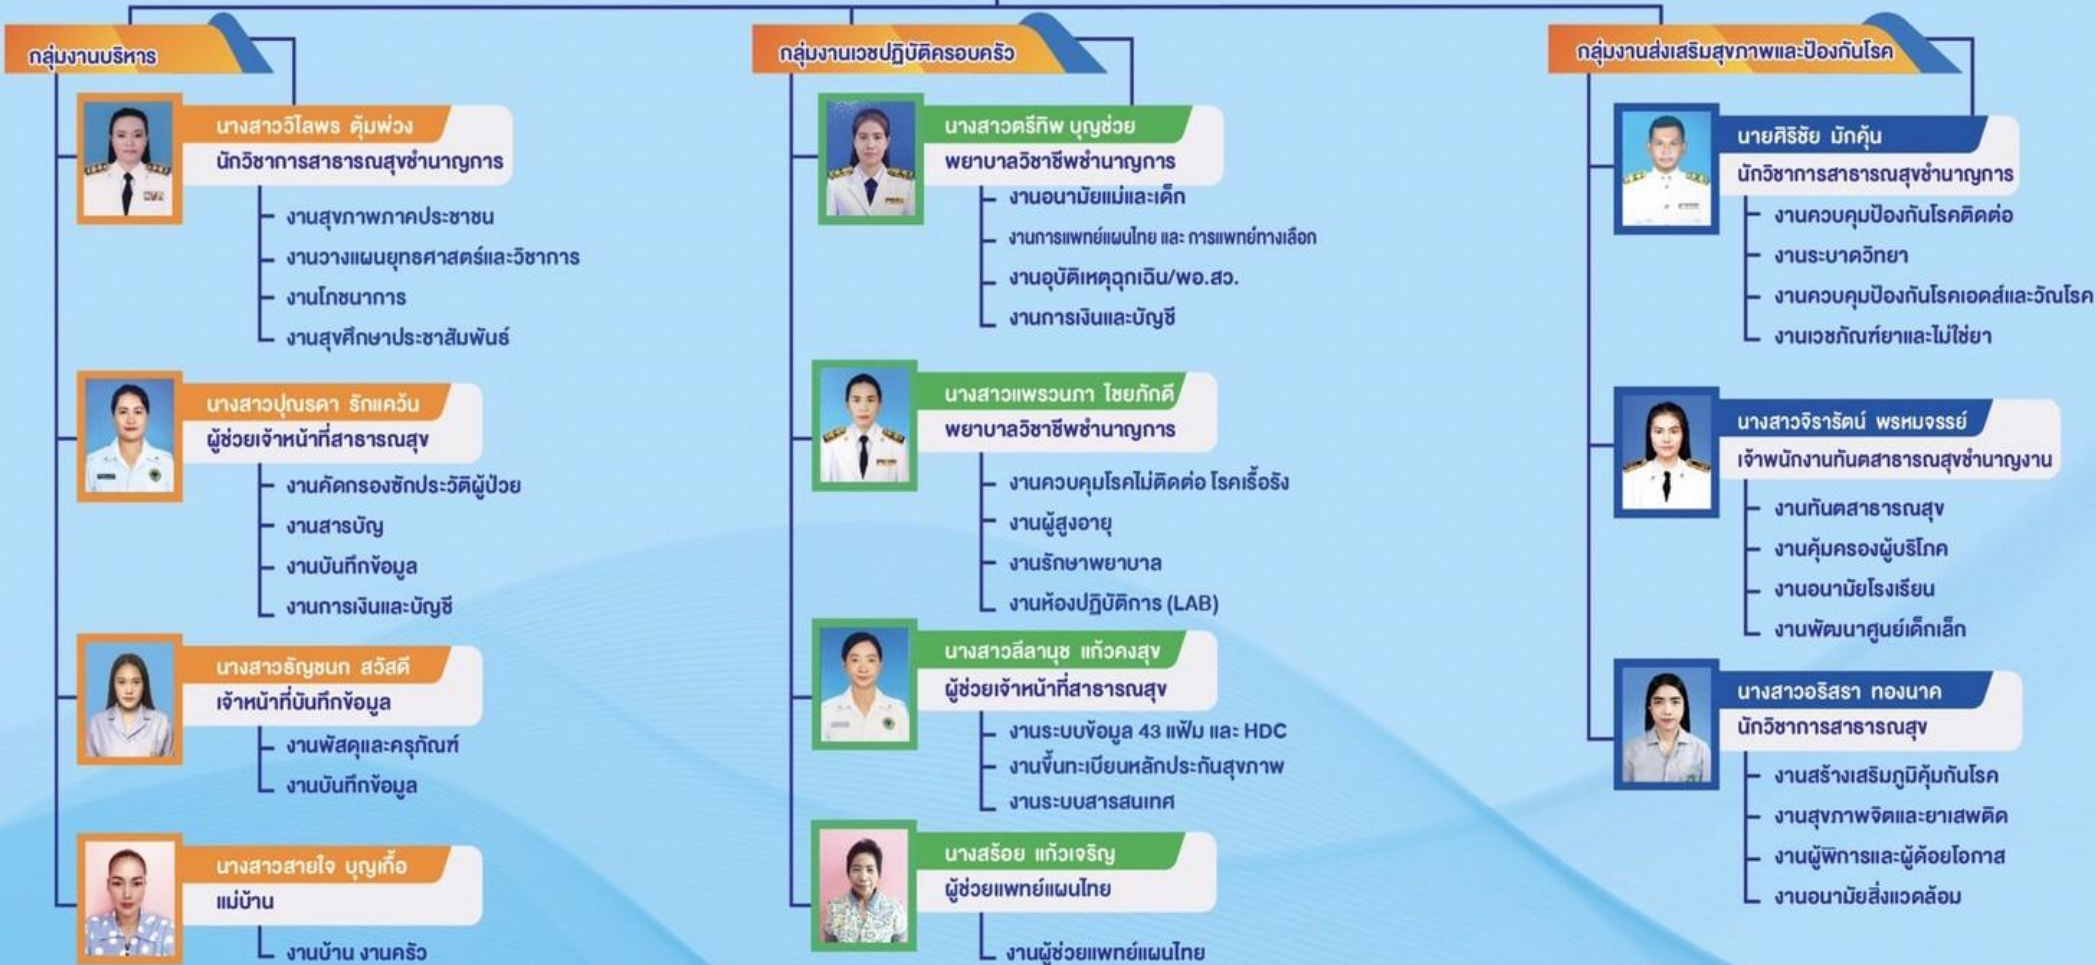 กลุ่มงานบริหาร
นางสาววิไลพร ตุ้มพ่วง
นักวิชาการสาธารณสุขชำนาญการ
งานสุขภาพภาคประชาชน
งานวางแผนยุทธศาสตร์และวิชาการ
งานโภชนาการ
งานสุขศึกษาประชาสัมพันธ์
นางสาวปุณรดา รักแคว้น
ผู้ช่วยเจ้าหน้าที่สาธารณสุข
งานคัดกรองซักประวัติผู้ป่วย
งานสารบัญ
งานบันทึกข้อมูล
งานการเงินและบัญชี
นางสาวธัญชนก สวัสดี
เจ้าหน้าที่บันทึกข้อมูล
งานพัสดุและครุภัณฑ์
งานบันทึกข้อมูล
นางสาวสายใจ บุญเกื้อ
แม่บ้าน
งานบ้าน งานครัว
กลุ่มงานเวชปฏิบัติครอบครัว
นางสาวตรีทิพ บุญช่วย
พยาบาลวิชาชีพชำนาญการ
งานอนามัยแม่และเด็ก
งานการแพทย์แผนไทย และ การแพทย์ทางเลือก
งานอุบัติเหตุฉุกเฉิน/พอ.สว.
งานการเงินและบัญชี
นางสาวแพรวนภา ไชยภักดี
พยาบาลวิชาชีพชำนาญการ
งานควบคุมโรคไม่ติดต่อ โรคเรื้อรัง
งานผู้สูงอายุ
งานรักษาพยาบาล
งานห้องปฏิบัติการ (LAB)
นางสาวลีลานุช แก้วคงสุข
ผู้ช่วยเจ้าหน้าที่สาธารณสุข
งานระบบข้อมูล 43 แฟ้ม และ HDC
งานขึ้นทะเบียนหลักประกันสุขภาพ
งานระบบสารสนเทศ
นางสร้อย แก้วเจริญ
ผู้ช่วยแพทย์แผนไทย
งานผู้ช่วยแพทย์แผนไทย
กลุ่มงานส่งเสริมสุขภาพและป้องกันโรค
นายศิริชัย มักคุ้น
นักวิชาการสาธารณสุขชำนาญการ
งานควบคุมป้องกันโรคติดต่อ
งานระบาดวิทยา
งานควบคุมป้องกันโรคเอดส์และวัณโรค
งานเวชภัณฑ์ยาและไม่ใช่ยา
นางสาวจิรารัตน์ พรหมจรรย์
เจ้าพนักงานทันตสาธารณสุขชำนาญงาน
งานทันตสาธารณสุข
งานคุ้มครองผู้บริโภค
งานอนามัยโรงเรียน
งานพัฒนาศูนย์เด็กเล็ก
นางสาวอริสรา ทองนาค
นักวิชาการสาธารณสุข
งานสร้างเสริมภูมิคุ้มกันโรค
งานสุขภาพจิตและยาเสพติด
งานผู้พิการและผู้ด้อยโอกาส
งานอนามัยสิ่งแวดล้อม